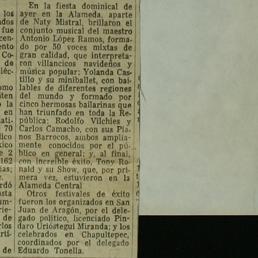 En la fiesta dominical de
ayer en la Alameda, aparte
de Naty Mistral, brillaron el
conjunto musical del maestro
Antonio López Ramos, forma-
do por 50 voces mixtas de
gran calidad, que interpreta-
ron villancicos navideños y
música popular; Yolanda Cas-
tillo y su miniballet, con bai-
lables de diferentes regiones
del mundo y formado por
cinco hermosas bailarinas que
han triunfado en toda la Re-
pública; Rodolfo Vilchies y
Carlos Camacho, con sus Pia-
nos Barrocos, ambos amplia-
mente conocidos por el pú-
blico en general; y, al final,
con increíble éxito, Tony Ro-
nald y su Show, que, por pri-
mera vez, estuvieron en la
Alameda Central
Otros festivales de éxito
fueron los organizados en San
Juan de Aragón, por el dele-
gado político, licenciado Pín-
daro Urióstegui Miranda; y los
celebrados en Chapultepec,
coordinados por el delegado
Eduardo Tonella.